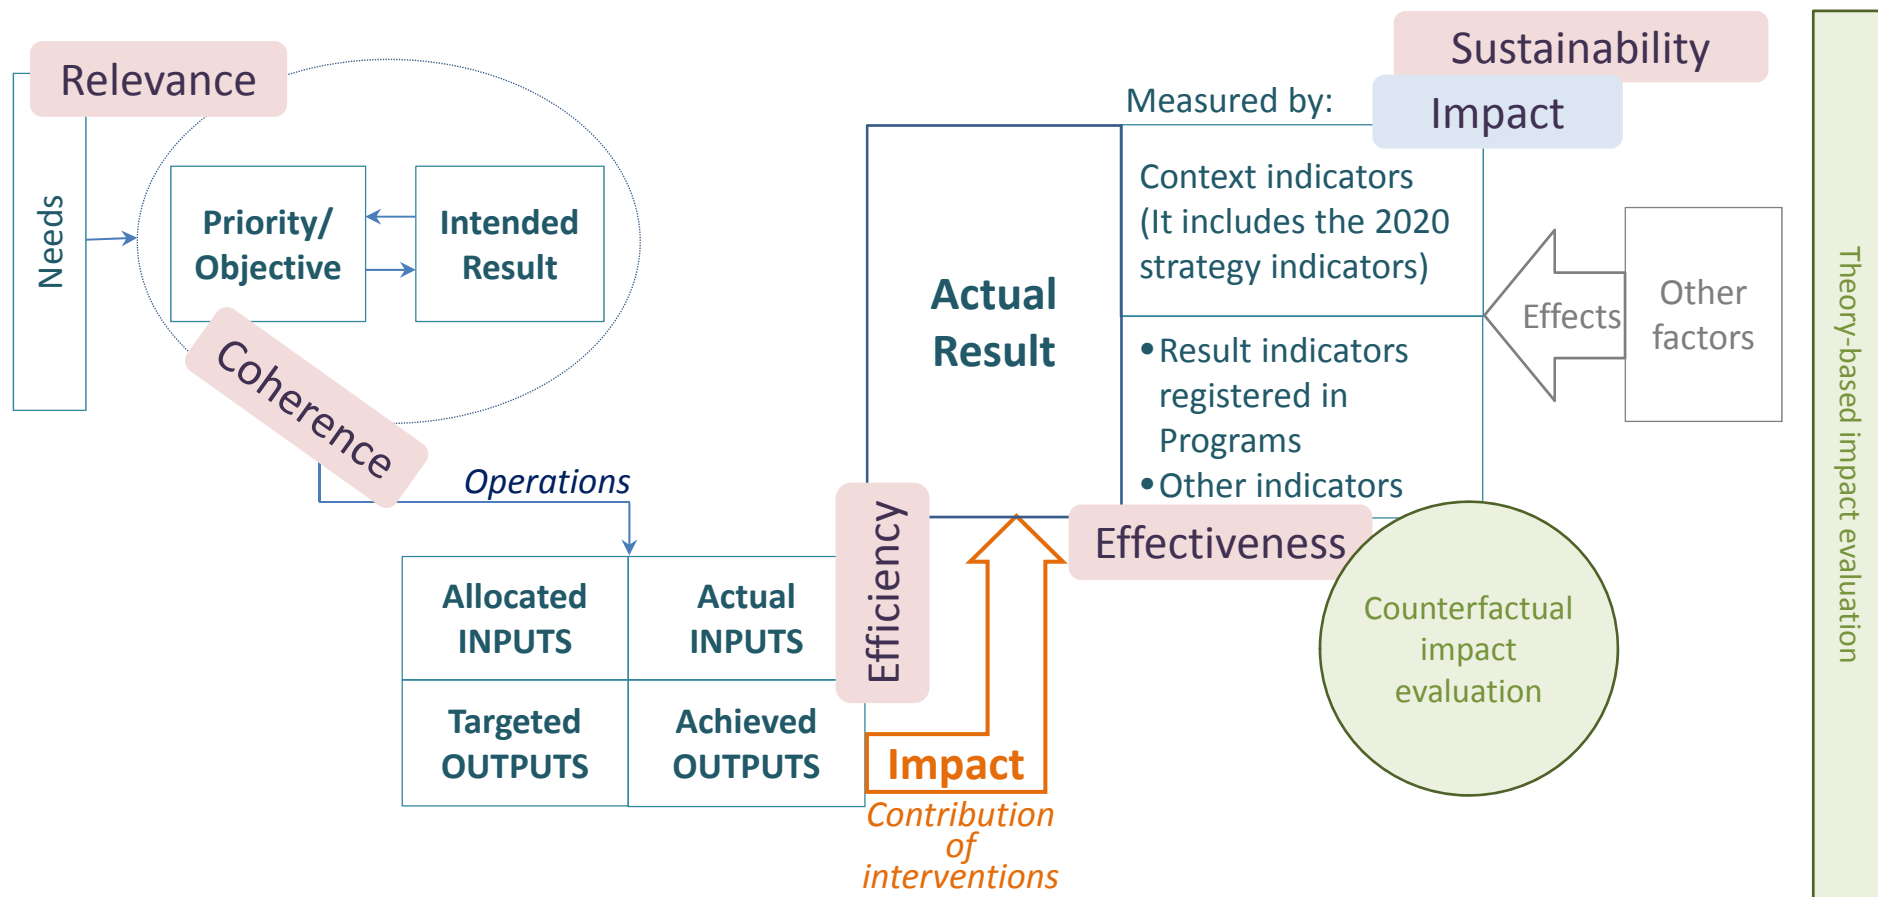 Relevance
Needs
Priority/
Objective
Intended
Result
Coherence
Operations
Allocated
INPUTS
Actual
INPUTS
Targeted
OUTPUTS
Achieved
OUTPUTS
Efficiency
Impact
Contribution
of
interventions
Actual
Result
Measured by:
Sustainability
Impact
Context indicators
(It includes the 2020
strategy indicators)
•Result indicators
registered in
Programs
•Other indicators
Effectiveness
Effects
Other
factors
Counterfactual
impact
evaluation
Theory-based impact evaluation